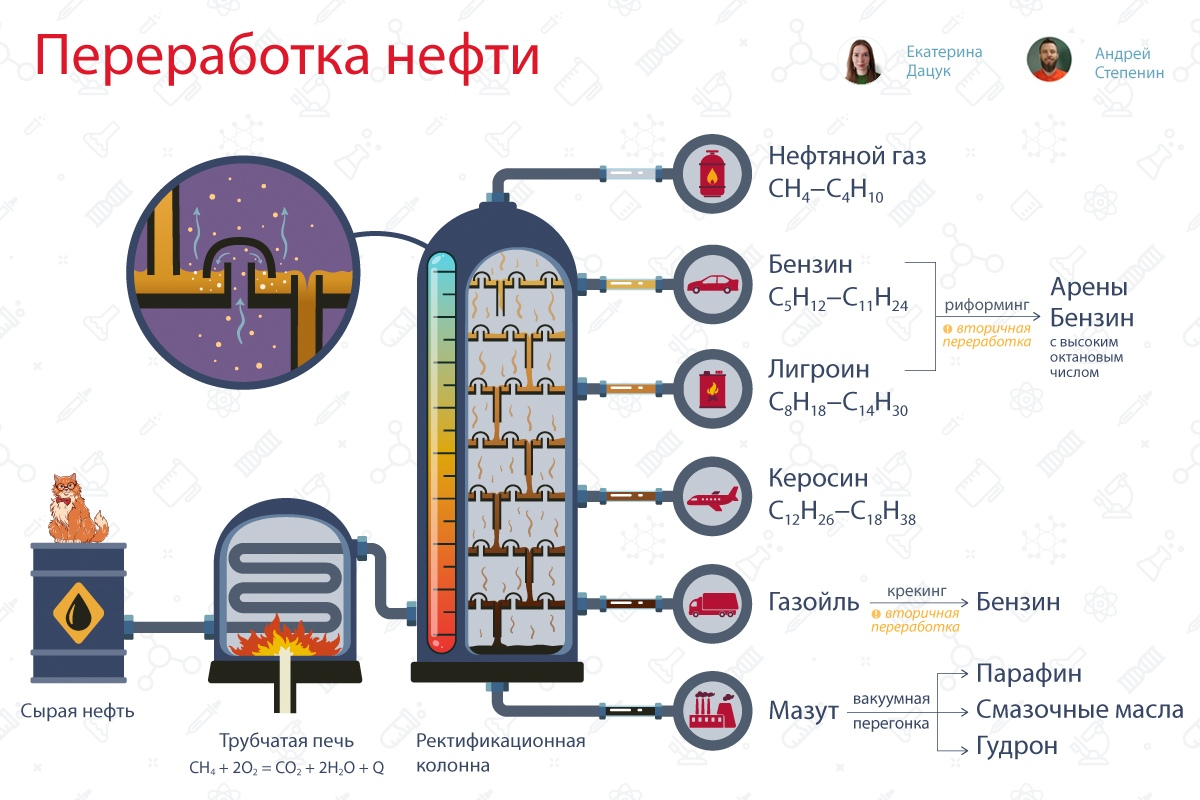 Переработка нефти
Екатерина
Дацук
Андрей
Степенин
Нефтяной газ
CH₄–C₄H₁₀
Бензин
C₅H₁₂–C₁₁H₂₄
Лигроин
C₈H₁₈–C₁₄H₃₀
риформинг
вторичная
переработка
Арены
Бензин
с высоким
октановым
числом
Керосин
C₁₂H₂₆–C₁₈H₃₈
Газойль
крекинг
вторичная
переработка
Бензин
Мазут
вакуумная
перегонка
Парафин
Смазочные масла
Гудрон
Сырая нефть
Трубчатая печь
CH₄ + 2O₂ = CO₂ + 2H₂O + Q
Ректификационная
колонна